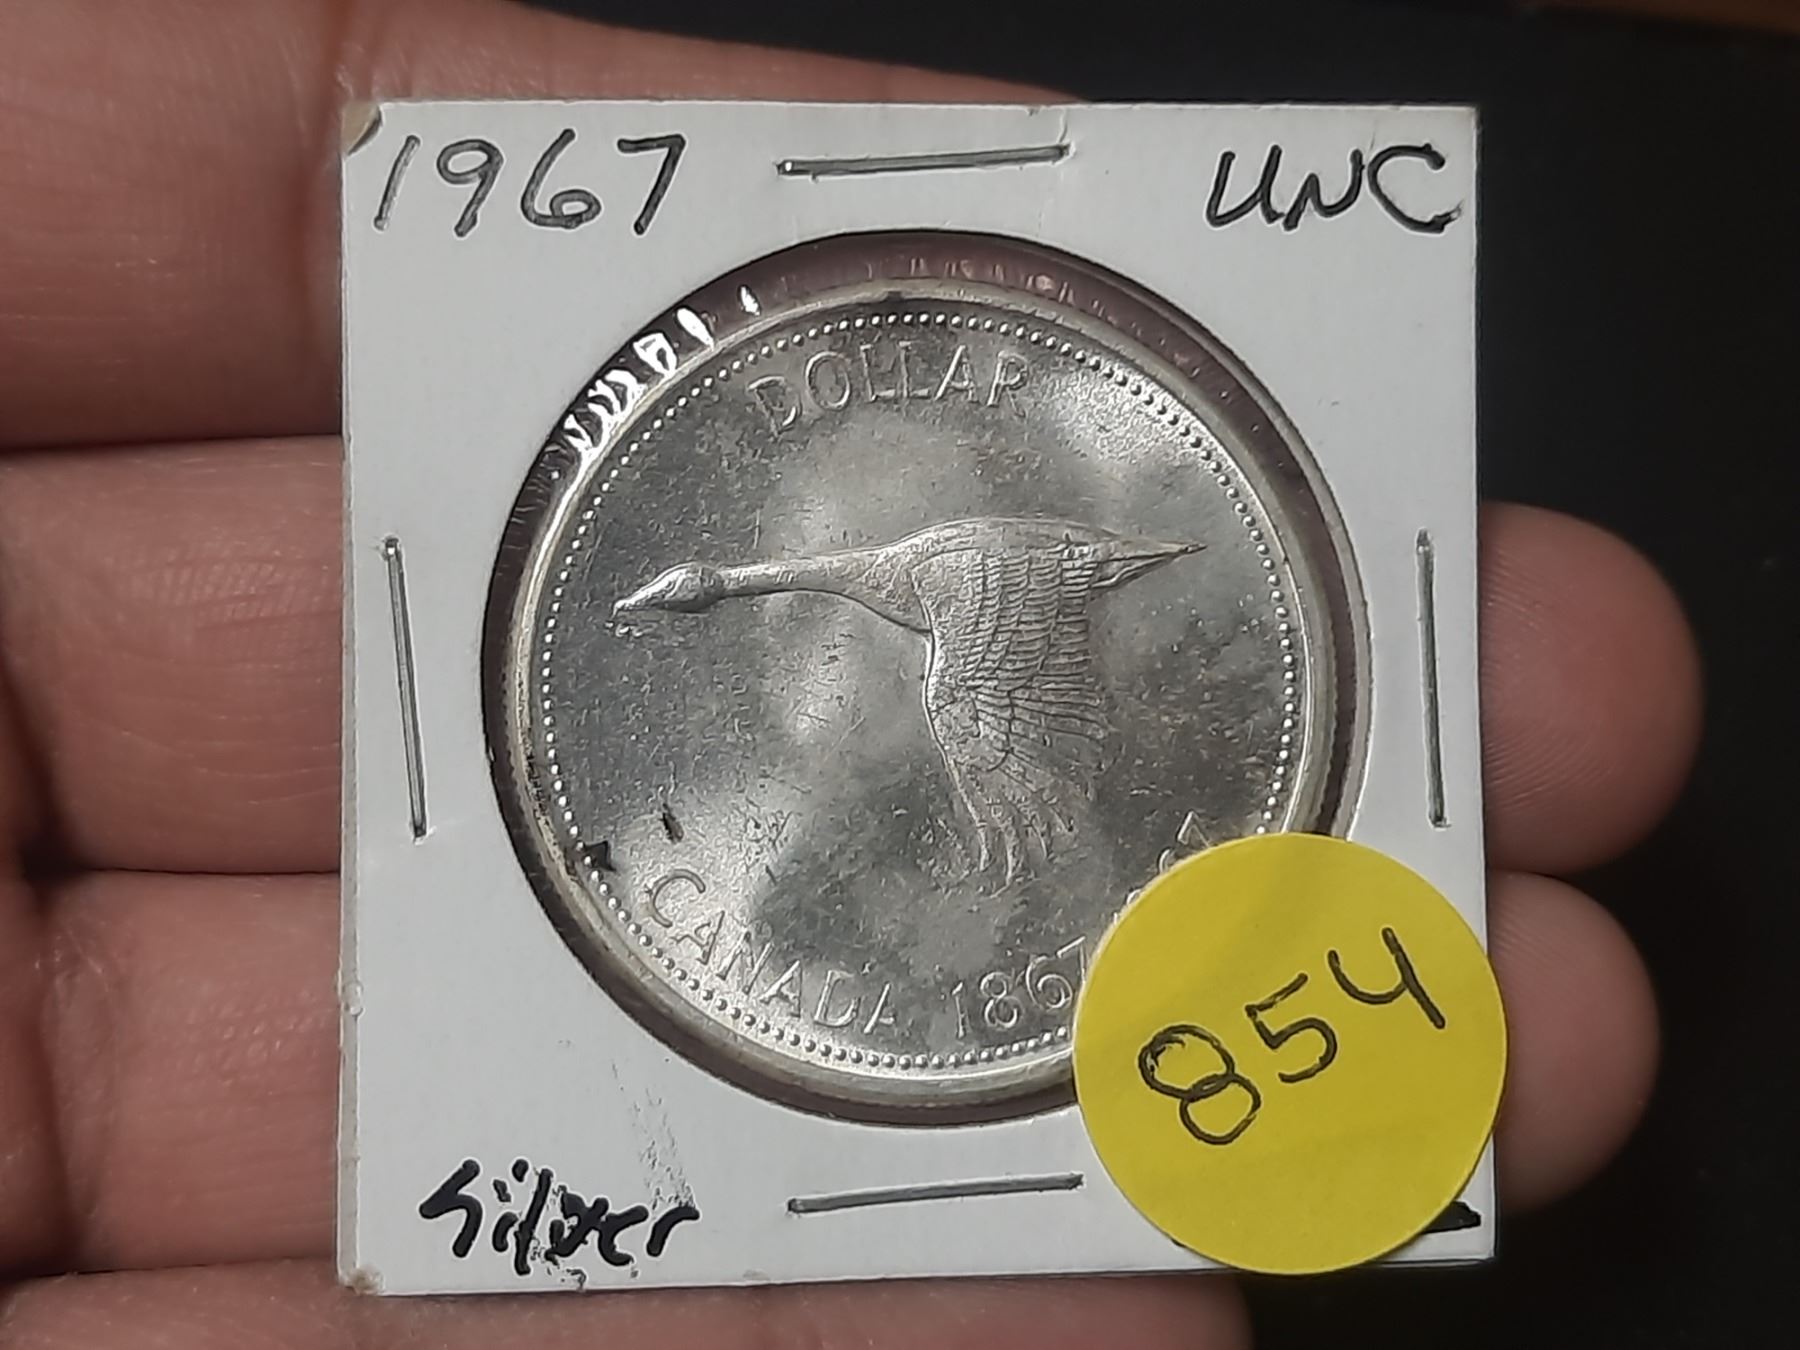 1967 UNC
DOLLAR
CANADA 1867
854
Silver